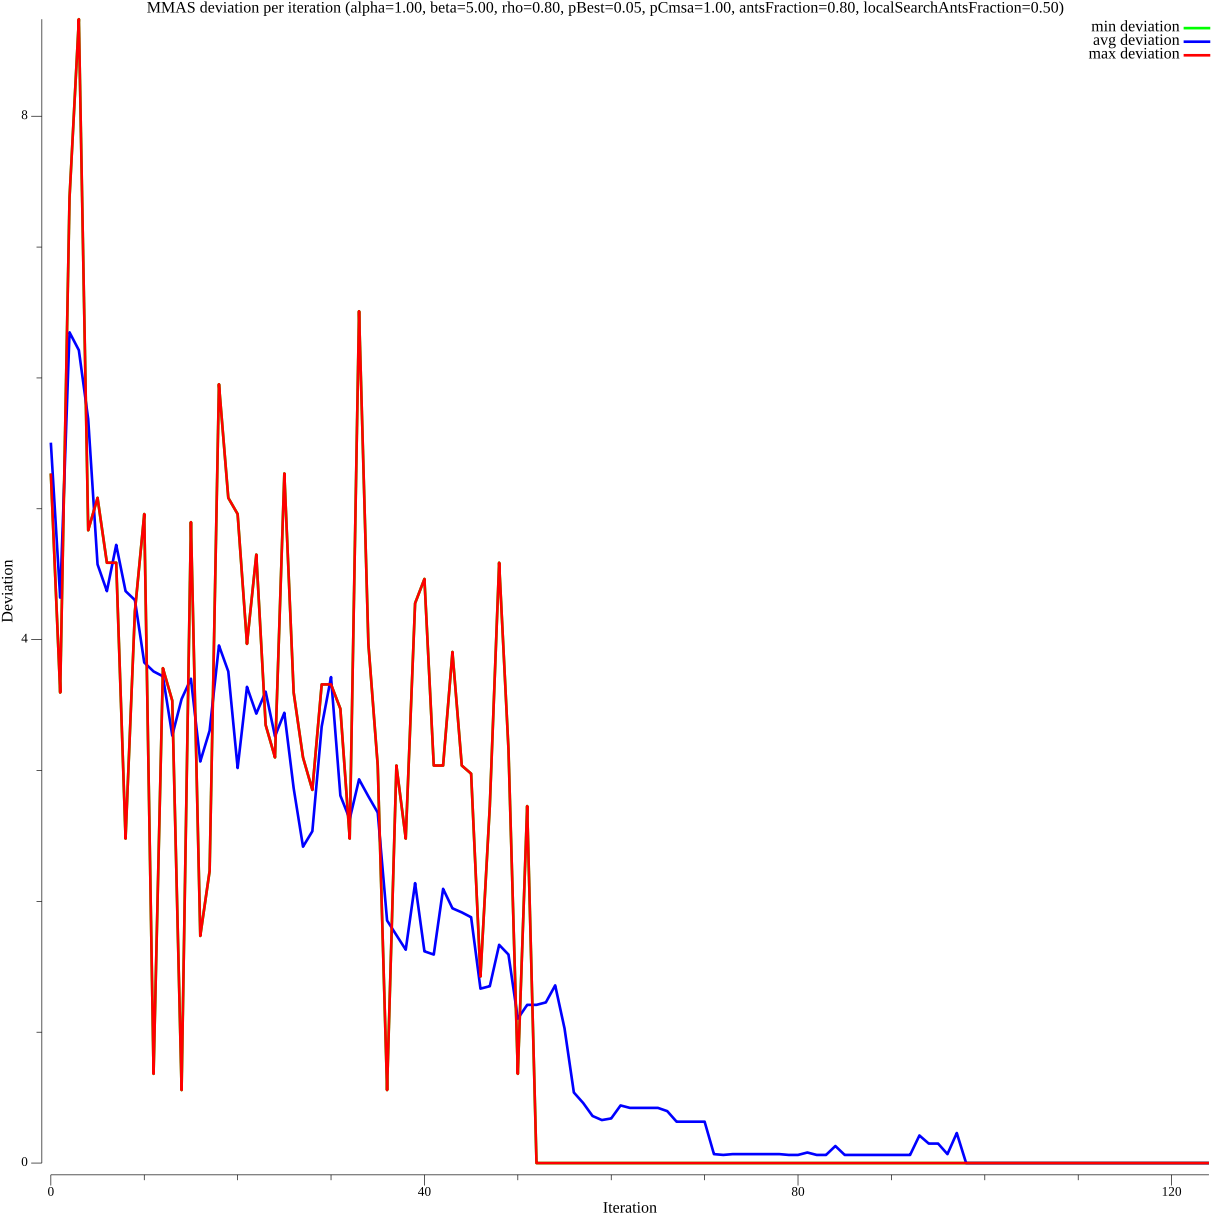 MMAS deviation per iteration (alpha=1.00, beta=5.00, rho=0.80, pBest=0.05, pCmsa=1.00, antsFraction=0.80, localSearchAntsFraction=0.50)
min deviation
avg deviation
max deviation
8
4
0
Deviation
0 40 80 120
Iteration